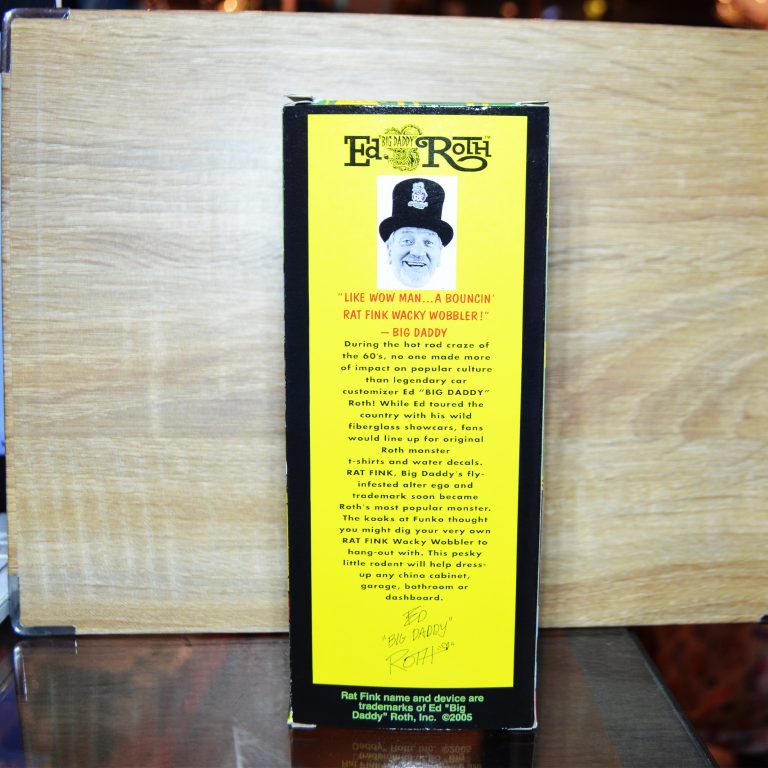 Ed. "BIG DADDY" ROTH™
"LIKE WOW MAN...A BOUNCIN'
RAT FINK WACKY WOBBLER!"
— BIG DADDY
During the hot rod craze of
the 60's, no one made more
of impact on popular culture
than legendary car
customizer Ed "BIG DADDY"
Roth! While Ed toured the
country with his wild
fiberglass showcars, fans
would line up for original
Roth monster
t-shirts and water decals.
RAT FINK, Big Daddy's fly-
infested alter ego and
trademark soon became
Roth's most popular monster.
The kooks at Funko thought
you might dig your very own
RAT FINK Wacky Wobbler to
hang-out with. This pesky
little rodent will help dress-
up any china cabinet,
garage, bathroom or
dashboard.
ED
"BIG DADDY"
ROTH
Rat Fink name and device are
trademarks of Ed "Big
Daddy" Roth, Inc. ©2005